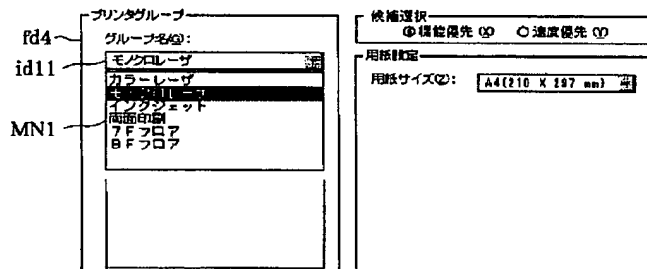 プリンタグループ
fd4
グループ名(G):
id11
モノクロレーザ
カラーレーザ
モノクロレーザ
インクジェット
MN1
両面印刷
7Fフロア
8Fフロア
候補選択
機能優先(X) 速度優先(Y)
用紙設定
用紙サイズ(Z): A4(210 X 297 mm)